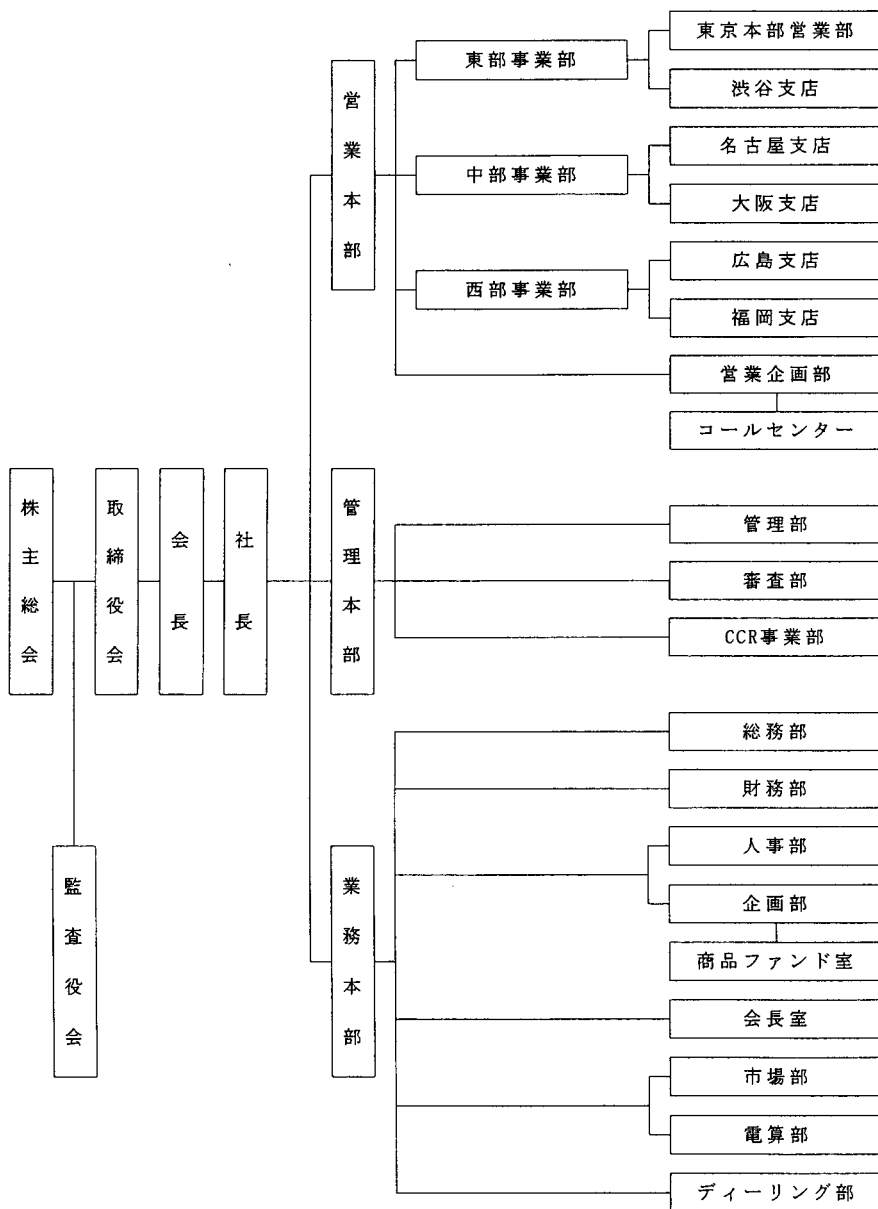 東京本部営業部
東部事業部
渋谷支店
営業本部
名古屋支店
中部事業部
大阪支店
広島支店
西部事業部
福岡支店
営業企画部
コールセンター
株主総会
取締役会
会長
社長
管理本部
管理部
審査部
CCR事業部
総務部
財務部
人事部
監査役会
業務本部
企画部
商品ファンド室
会長室
市場部
電算部
ディーリング部